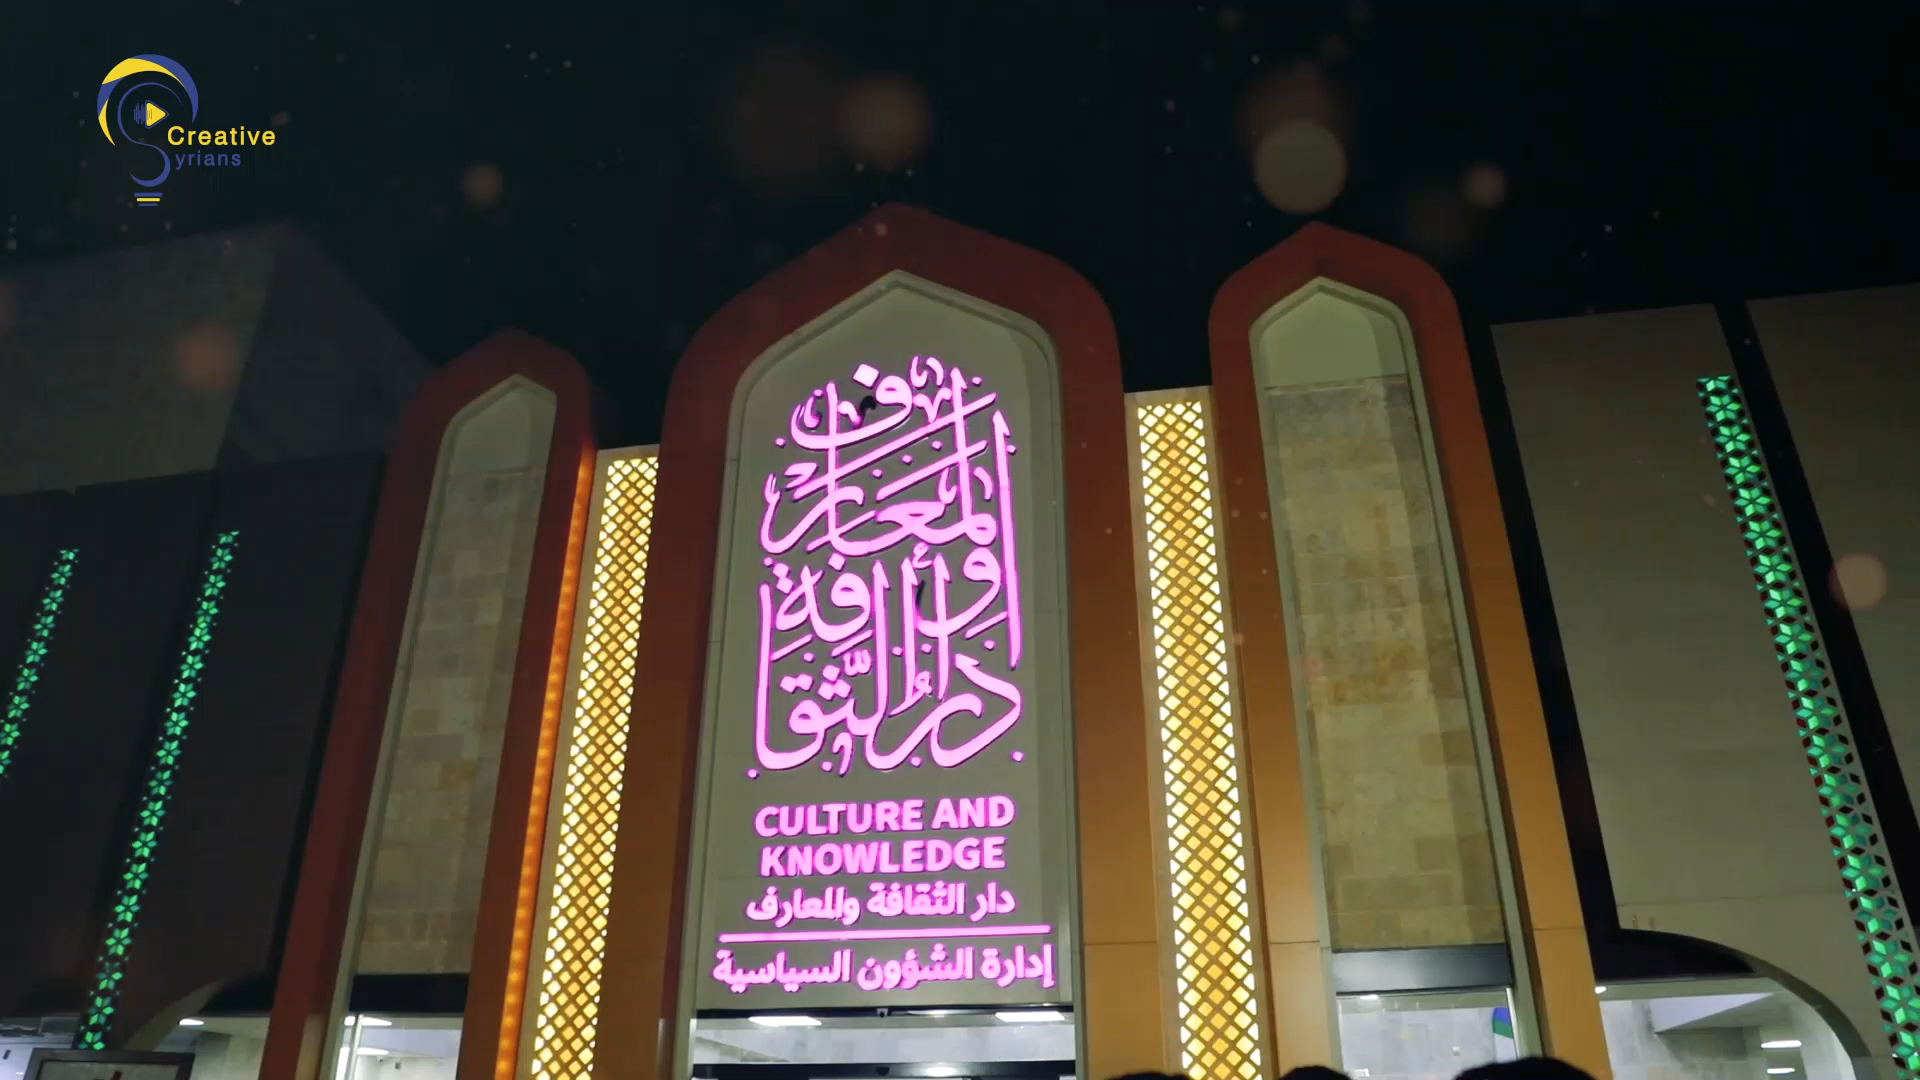 Creative
Syrians
دار الثقافة
والمعارف
CULTURE AND
KNOWLEDGE
دار الثقافة والمعارف
إدارة الشؤون السياسية